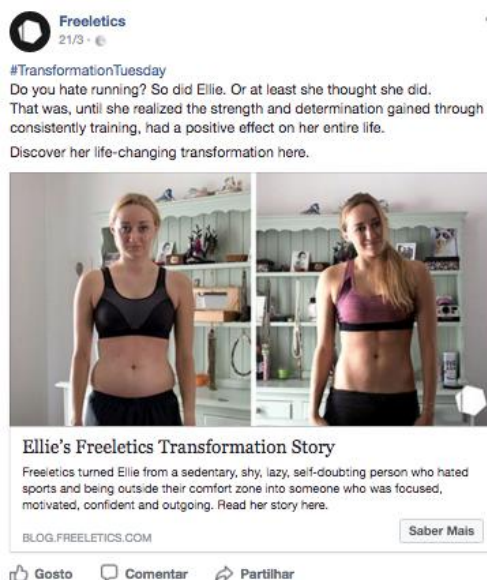 Freeletics
21/3 ·
#TransformationTuesday
Do you hate running? So did Ellie. Or at least she thought she did.
That was, until she realized the strength and determination gained through
consistently training, had a positive effect on her entire life.
Discover her life-changing transformation here.
Ellie's Freeletics Transformation Story
Freeletics turned Ellie from a sedentary, shy, lazy, self-doubting person who hated
sports and being outside their comfort zone into someone who was focused,
motivated, confident and outgoing. Read her story here.
BLOG.FREELETICS.COM
Saber Mais
Gosto Comentar Partilhar